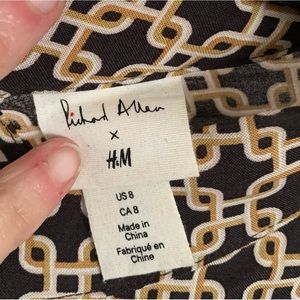 Richard Allan
x
H&M
US 8
CA 8
Made in
China
Fabriqué en
Chine